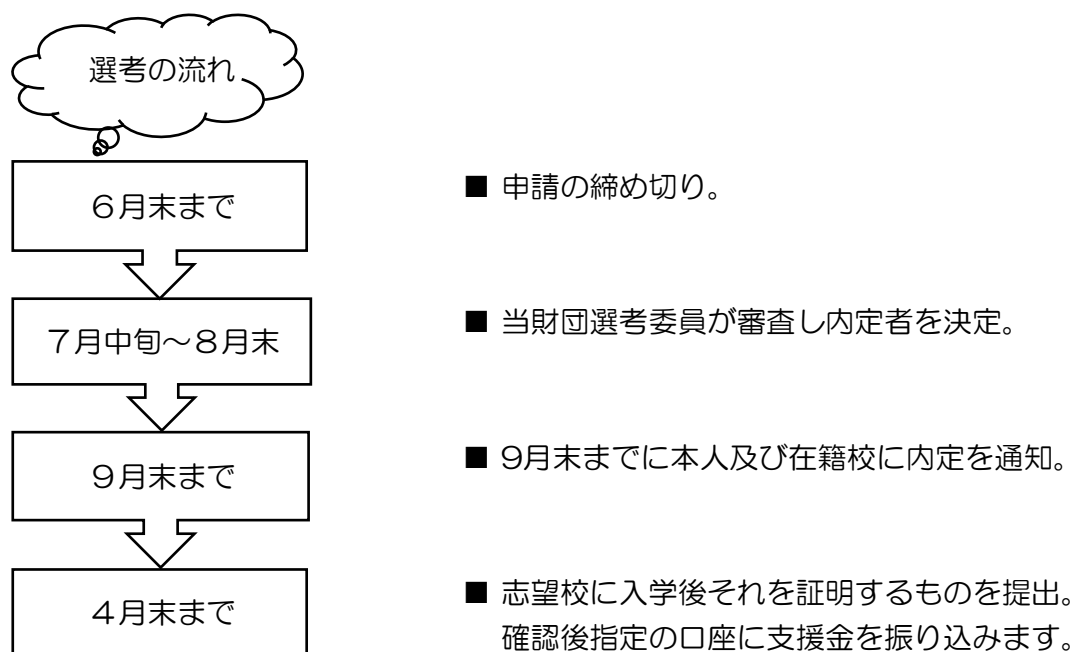 選考の流れ
６月末まで
■ 申請の締め切り。
７月中旬～８月末
■ 当財団選考委員が審査し内定者を決定。
９月末まで
■ 9月末までに本人及び在籍校に内定を通知。
４月末まで
■ 志望校に入学後それを証明するものを提出。
確認後指定の口座に支援金を振り込みます。